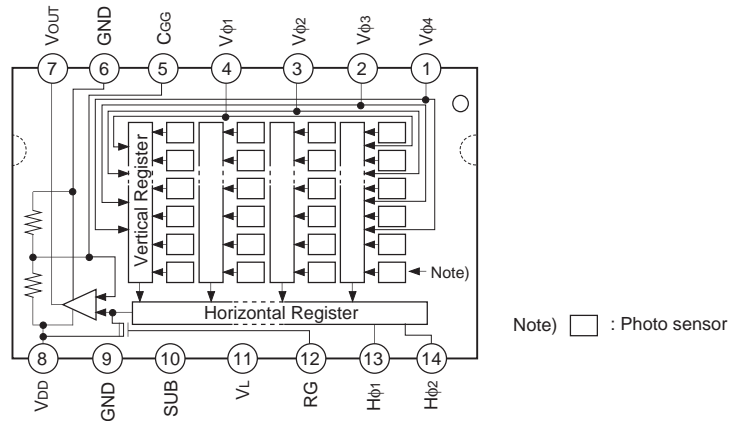 VOUT GND CGG Vϕ1 Vϕ2 Vϕ3 Vϕ4
7 6 5 4 3 2 1
Vertical Register
Note)
Horizontal Register
Note) : Photo sensor
8 9 10 11 12 13 14
VDD GND SUB VL RG Hϕ1 Hϕ2